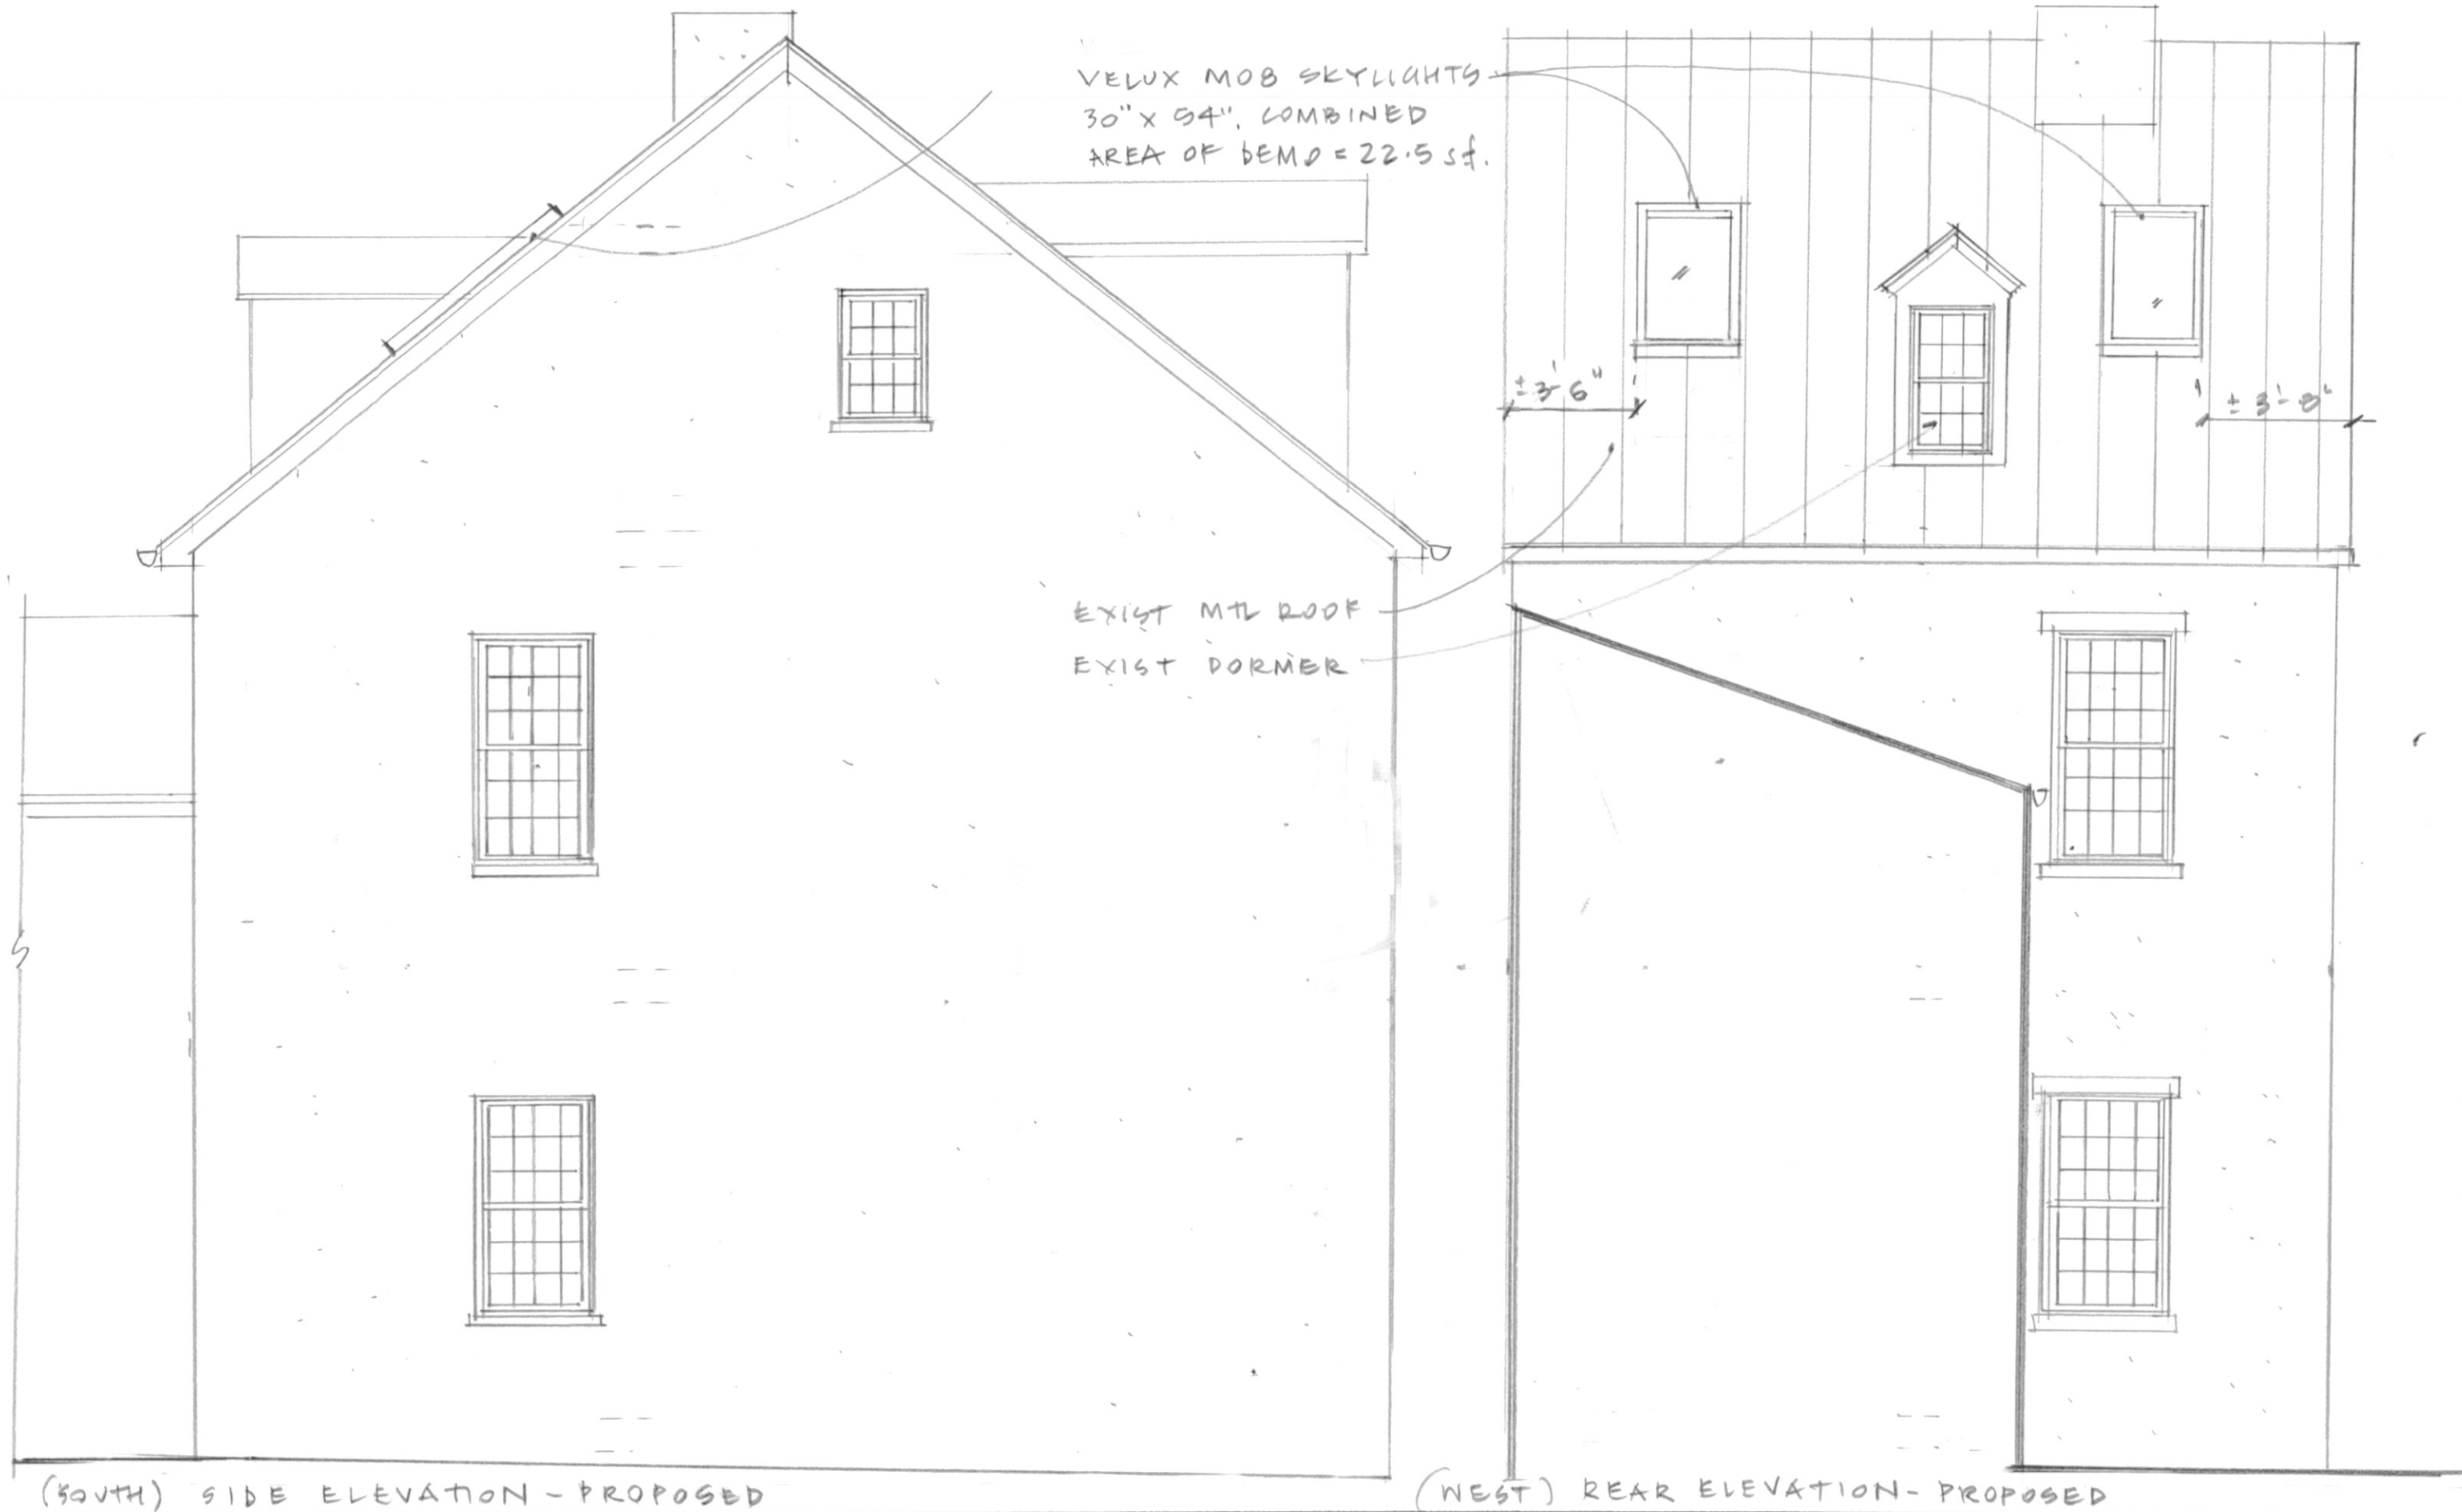 VELUX M08 SKYLIGHTS
30" X 54", COMBINED
AREA OF DEMO = 22.5 sf.
± 3'-6"
± 3'-8"
EXIST MTL ROOF
EXIST DORMER
(SOUTH) SIDE ELEVATION - PROPOSED
(WEST) REAR ELEVATION - PROPOSED